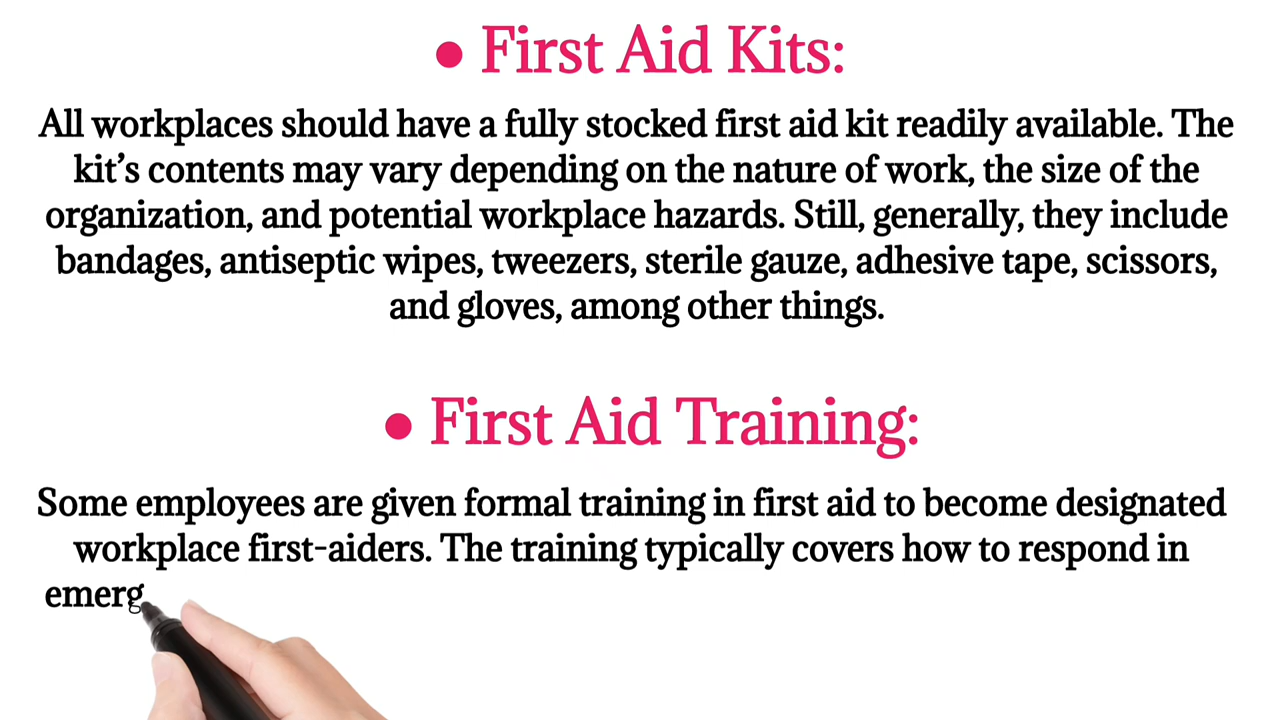 • First Aid Kits:
All workplaces should have a fully stocked first aid kit readily available. The
kit’s contents may vary depending on the nature of work, the size of the
organization, and potential workplace hazards. Still, generally, they include
bandages, antiseptic wipes, tweezers, sterile gauze, adhesive tape, scissors,
and gloves, among other things.
• First Aid Training:
Some employees are given formal training in first aid to become designated
workplace first-aiders. The training typically covers how to respond in
emerg